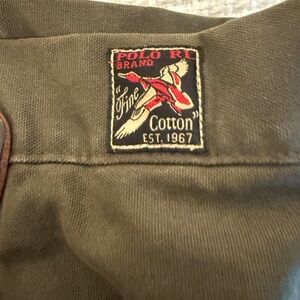 POLO RL
BRAND
"Fine
Cotton"
EST. 1967